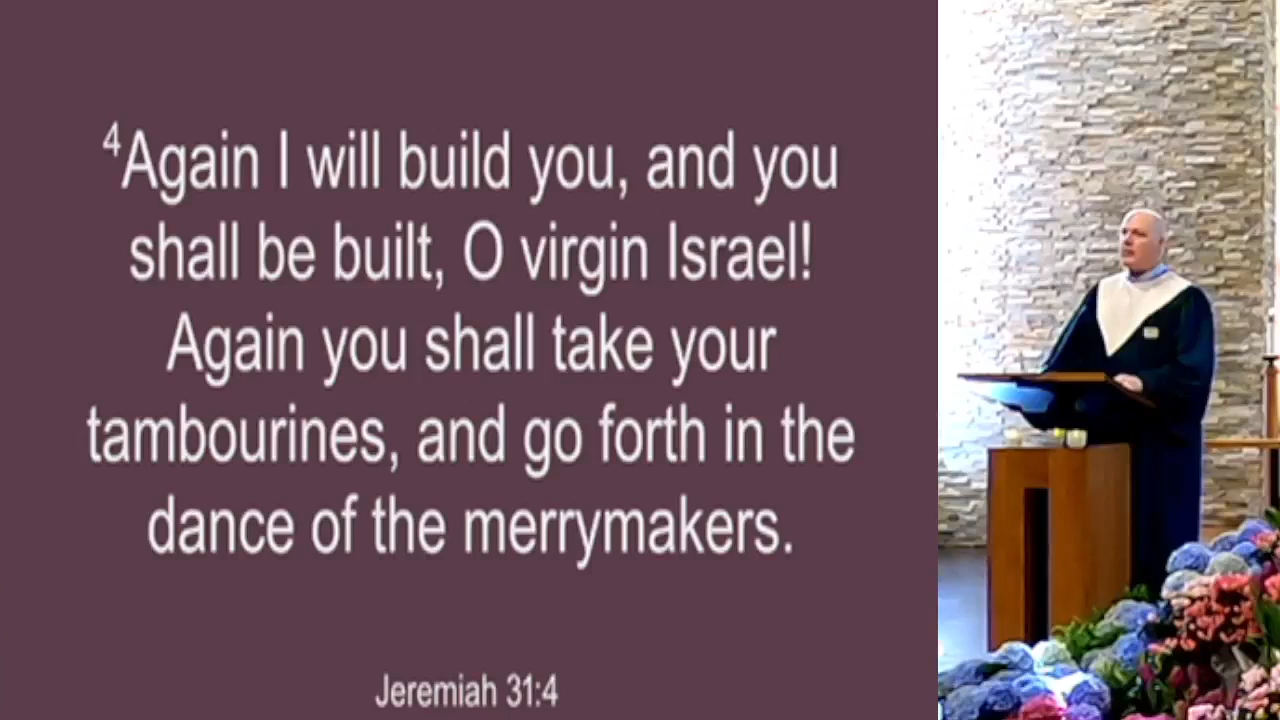 4Again I will build you, and you
shall be built, O virgin Israel!
Again you shall take your
tambourines, and go forth in the
dance of the merrymakers.
Jeremiah 31:4